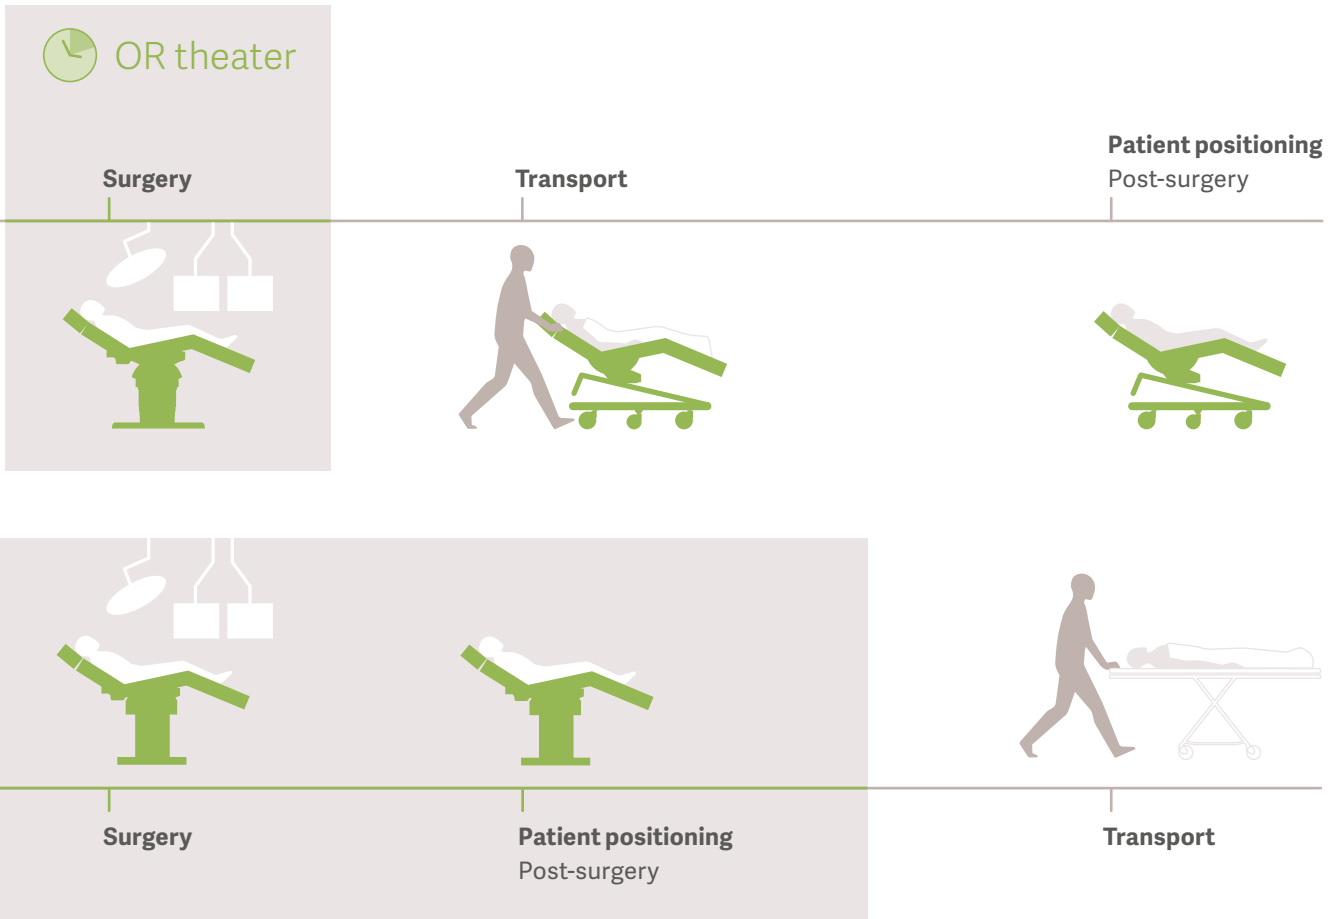 OR theater
Surgery
Transport
Patient positioning
Post-surgery
Surgery
Patient positioning
Post-surgery
Transport